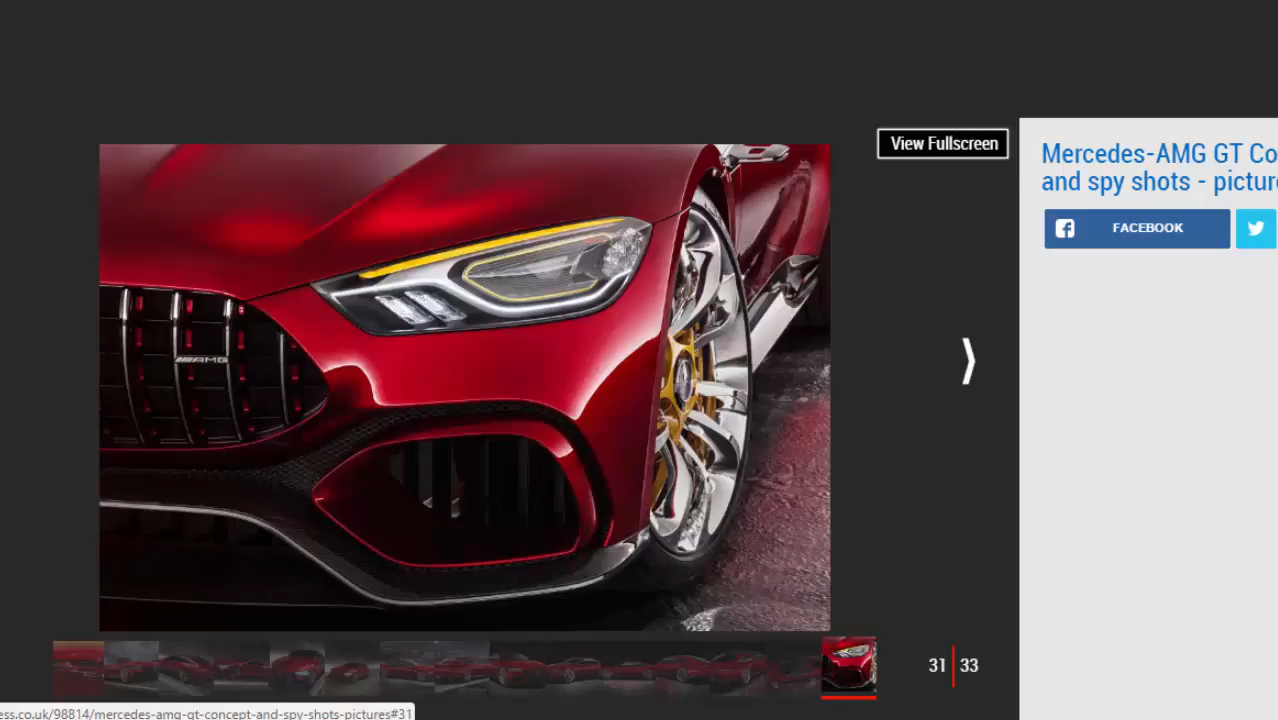 View Fullscreen
Mercedes-AMG GT Co
and spy shots - pictur
FACEBOOK
AMG
31 33
ess.co.uk/98814/mercedes-amg-gt-concept-and-spy-shots-pictures#31